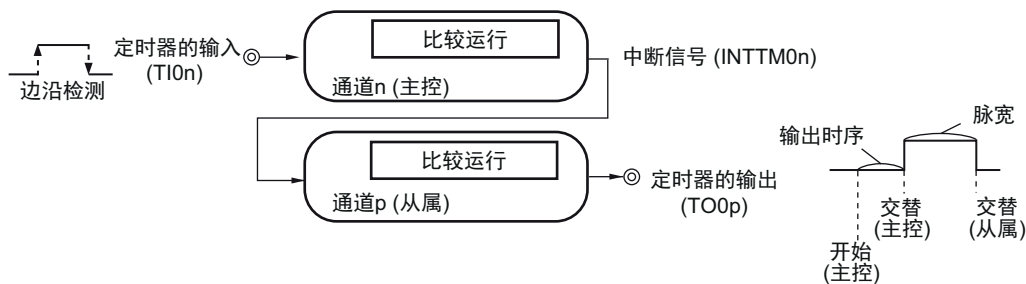 定时器的输入
(TI0n)
边沿检测
比较运行
通道n (主控)
中断信号 (INTTM0n)
比较运行
通道p (从属)
定时器的输出
(TO0p)
输出时序
脉宽
交替
(主控)
交替
(从属)
开始
(主控)